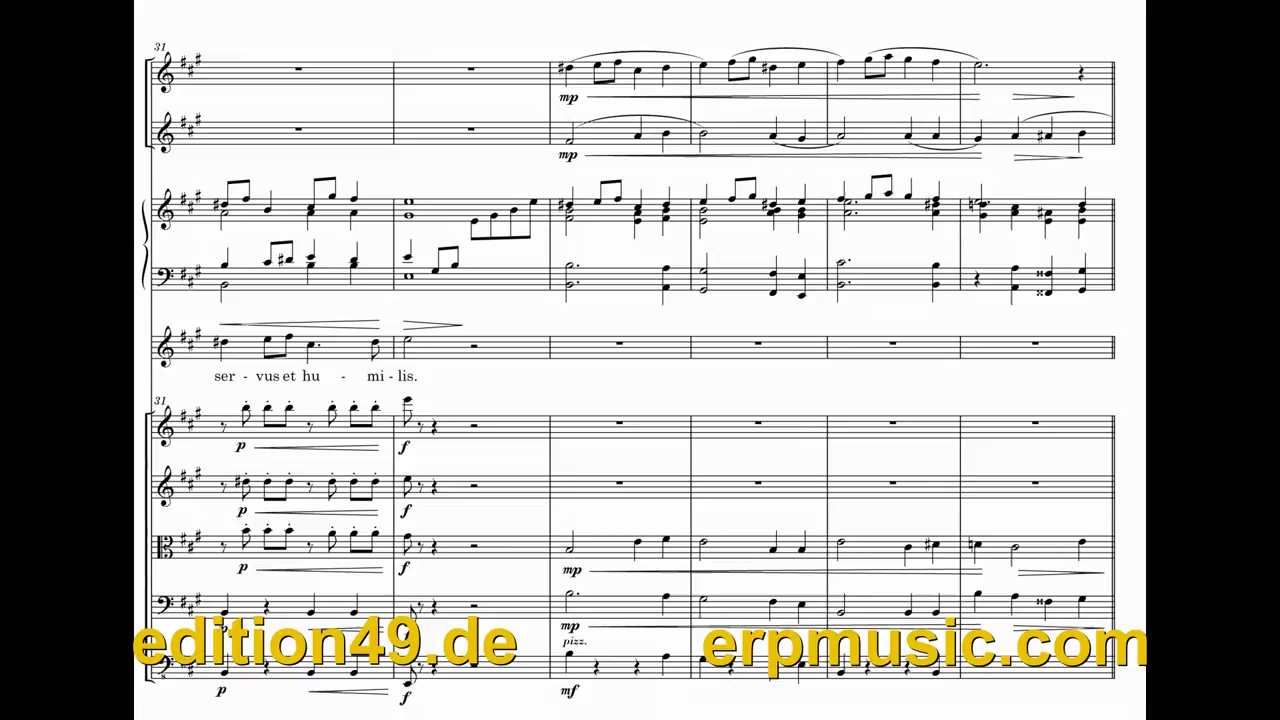 31
mp
mp
ser - vus et hu - mi - lis.
31
p f
p f
p f mp
mp
edition49.de erpmusic.com
pizz.
p f mf